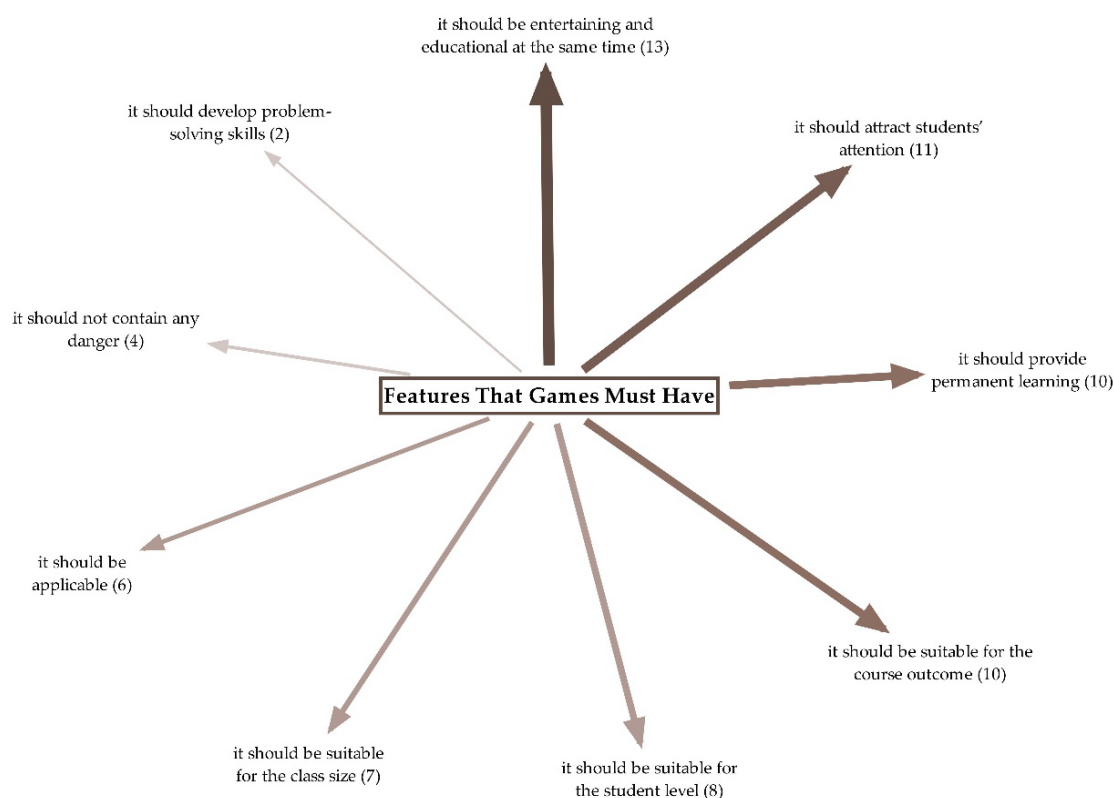 it should be entertaining and
educational at the same time (13)
it should develop problem-
solving skills (2)
it should attract students’
attention (11)
it should not contain any
danger (4)
it should provide
permanent learning (10)
Features That Games Must Have
it should be
applicable (6)
it should be suitable for the
course outcome (10)
it should be suitable
for the class size (7)
it should be suitable for
the student level (8)